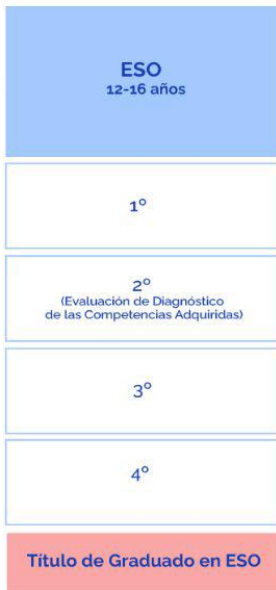 ESO
12-16 años
1º
2º
(Evaluación de Diagnóstico
de las Competencias Adquiridas)
3º
4º
Título de Graduado en ESO